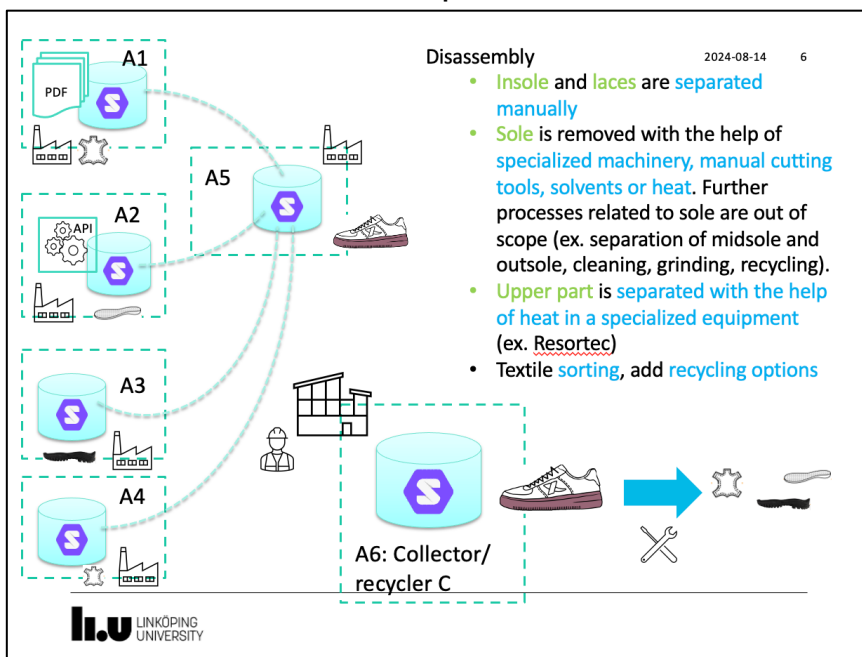 A1
PDF
A2
API
A3
A4
A5
Disassembly
2024-08-14 6
• Insole and laces are separated
manually
• Sole is removed with the help of
specialized machinery, manual cutting
tools, solvents or heat. Further
processes related to sole are out of
scope (ex. separation of midsole and
outsole, cleaning, grinding, recycling).
• Upper part is separated with the help
of heat in a specialized equipment
(ex. Resortec)
• Textile sorting, add recycling options
A6: Collector/
recycler C
li.u LINKÖPING
UNIVERSITY